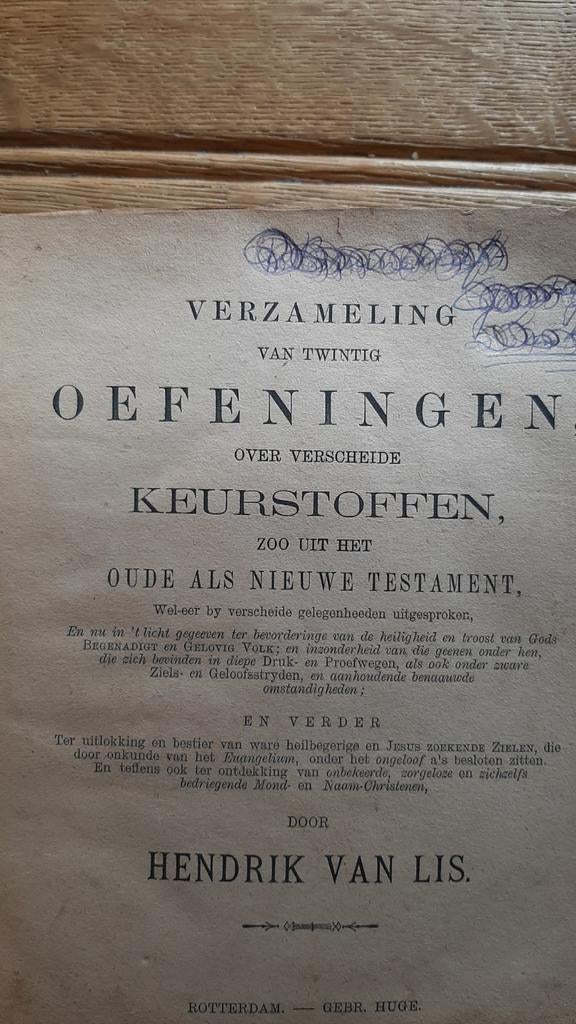 VERZAMELING
VAN TWINTIG
OEFENINGEN,
OVER VERSCHEIDE
KEURSTOFFEN,
ZOO UIT HET
OUDE ALS NIEUWE TESTAMENT,
Wel-eer by verscheide gelegenheeden uitgesproken,
En nu in 't licht gegeeven ter bevorderinge van de heiligheid en troost van Gods
BEGENADIGT en GELOVIG VOLK; en inzonderheid van die geenen onder hen,
die zich bevinden in diepe Druk- en Proefwegen, als ook onder zware
Ziels- en Geloofsstryden, en aanhoudende benaauwde
omstandigheden;
EN VERDER
Ter uitlokking en bestier van ware heilbegerige en JESUS ZOEKENDE ZIELEN, die
door onkunde van het Euangelium, onder het ongeloof a's besloten zitten.
En teffens ook ter ontdekking van onbekeerde, zorgeloze en zichzelfs
bedriegende Mond- en Naam-Christenen,
DOOR
HENDRIK VAN LIS.
ROTTERDAM. — GEBR. HUGE.